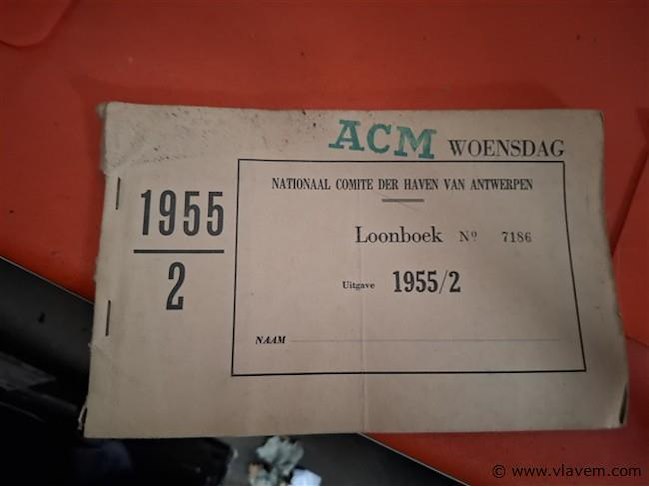 ACM WOENSDAG
NATIONAAL COMITE DER HAVEN VAN ANTWERPEN
1955
2
Loonboek Nº 7186
Uitgave 1955/2
NAAM
© www.vlavem.com